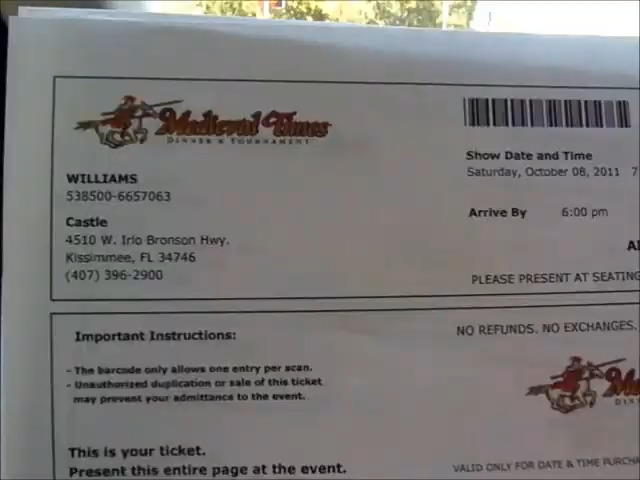 Medieval Times
DINNER & TOURNAMENT
WILLIAMS
538500-6657063
Castle
4510 W. Irlo Bronson Hwy.
Kissimmee, FL 34746
(407) 396-2900
Show Date and Time
Saturday, October 08, 2011 7
Arrive By 6:00 pm
PLEASE PRESENT AT SEATING
Important Instructions:
- The barcode only allows one entry per scan.
- Unauthorized duplication or sale of this ticket
may prevent your admittance to the event.
This is your ticket.
Present this entire page at the event.
NO REFUNDS. NO EXCHANGES.
VALID ONLY FOR DATE & TIME PURCHA